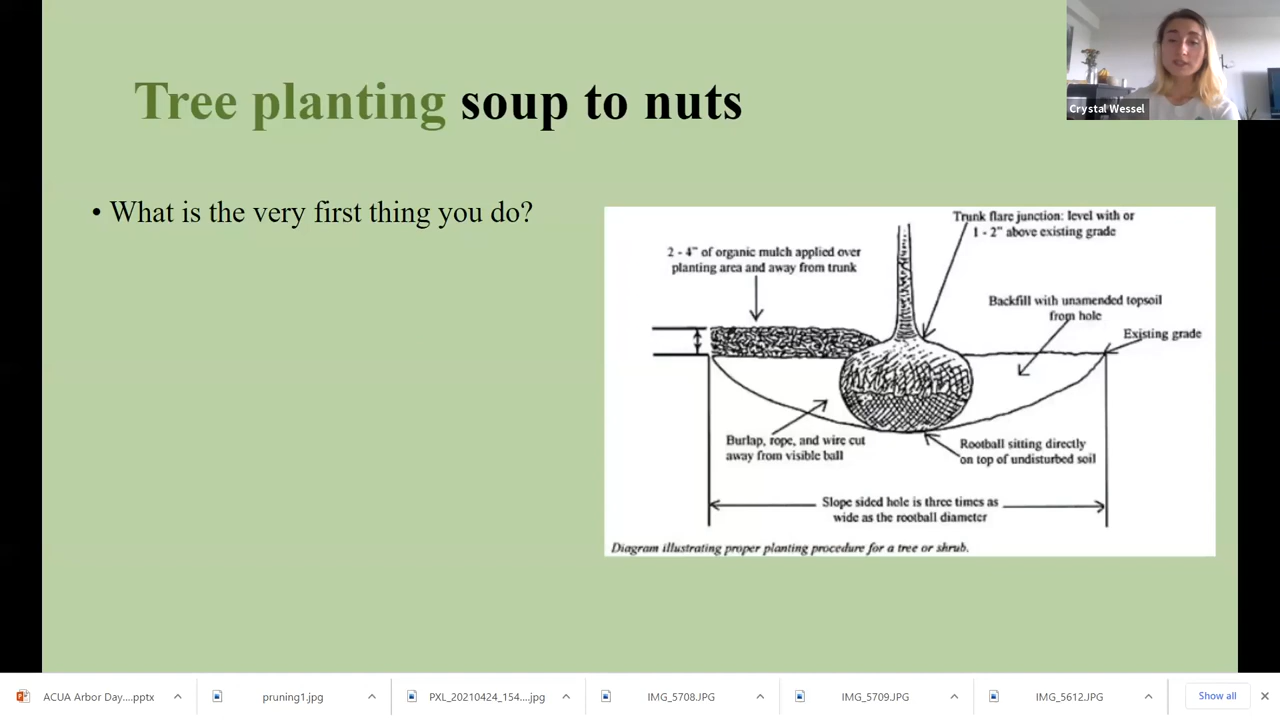 Tree planting soup to nuts
Crystal Wessel
• What is the very first thing you do?
Trunk flare junction: level with or
1 - 2" above existing grade
2 - 4" of organic mulch applied over
planting area and away from trunk
Backfill with unamended topsoil
from hole
Existing grade
Burlap, rope, and wire cut
away from visible ball
Rootball sitting directly
on top of undisturbed soil
Slope sided hole is three times as
wide as the rootball diameter
Diagram illustrating proper planting procedure for a tree or shrub.
ACUA Arbor Day....pptx
pruning1.jpg
PXL_20210424_154....jpg
IMG_5708.JPG
IMG_5709.JPG
IMG_5612.JPG
Show all